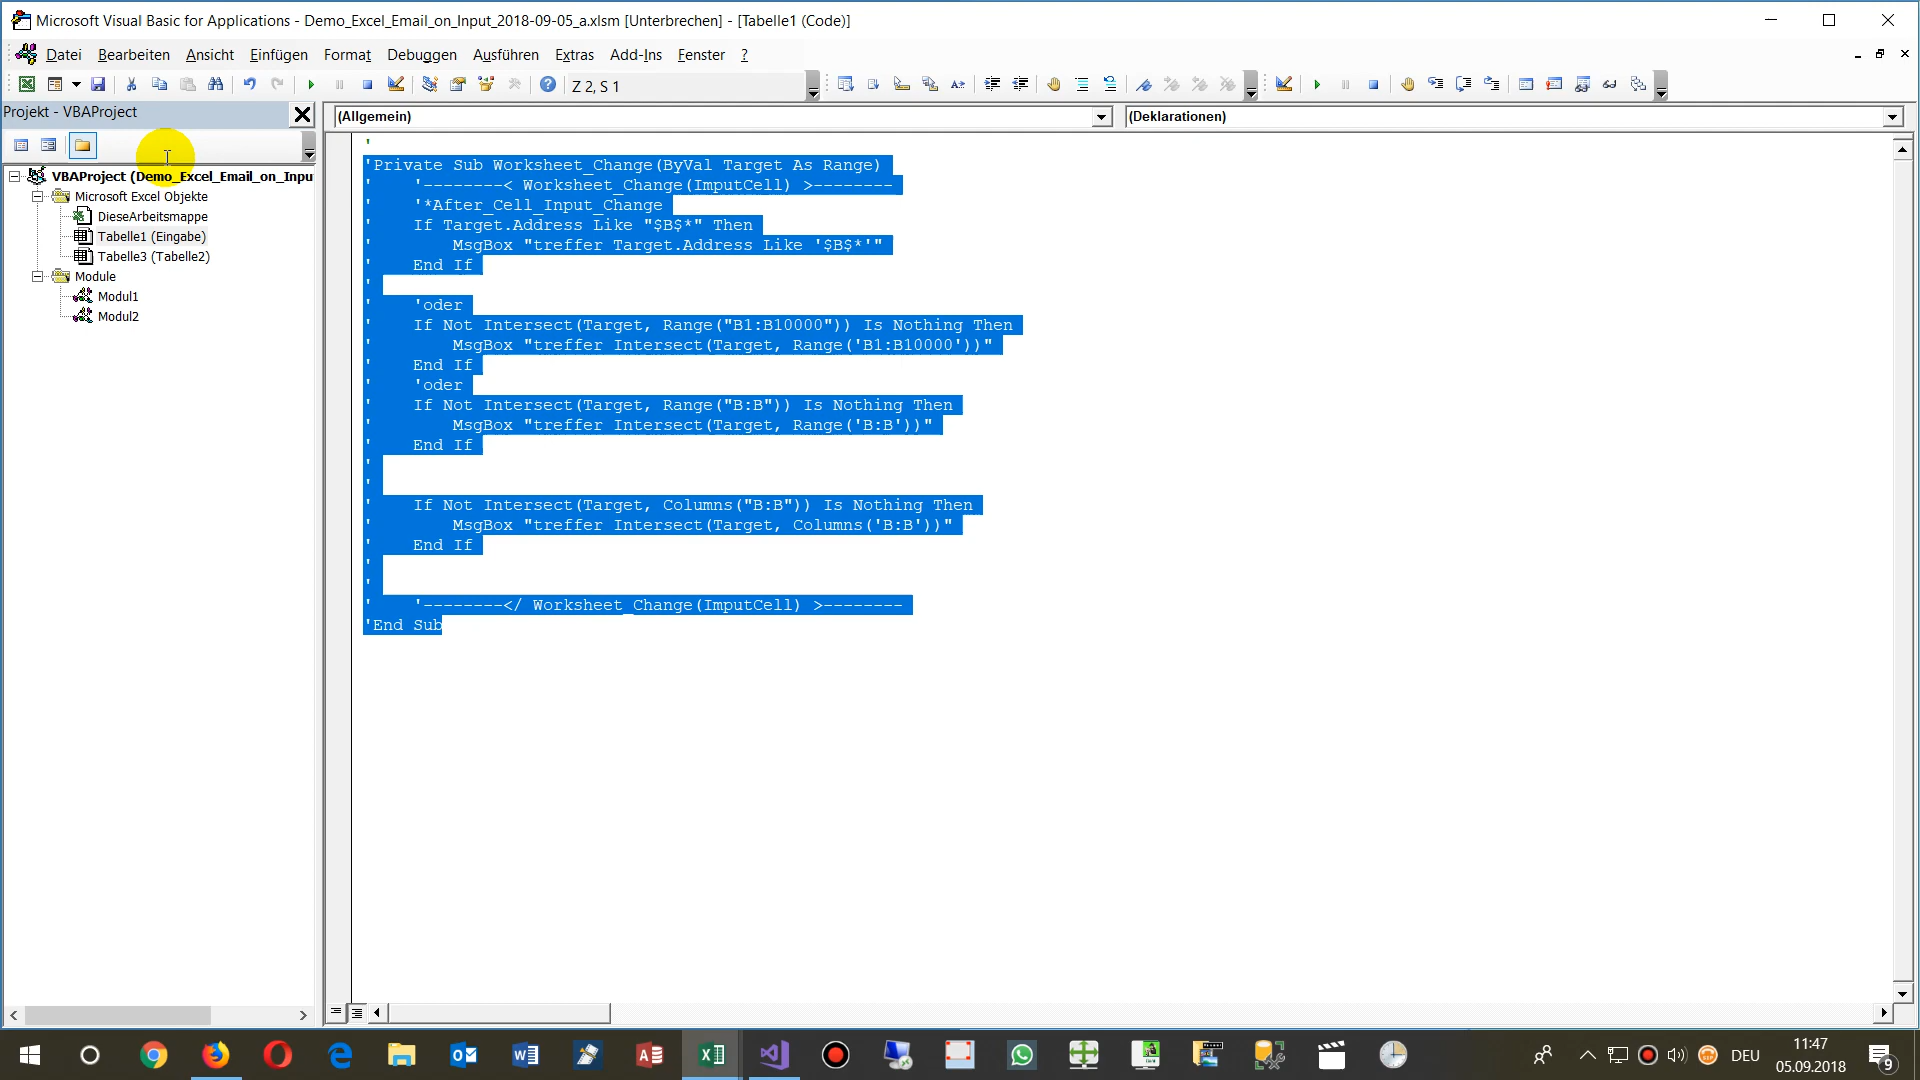 Microsoft Visual Basic for Applications - Demo_Excel_Email_on_Input_2018-09-05_a.xlsm [Unterbrechen] - [Tabelle1 (Code)]
Datei Bearbeiten Ansicht Einfügen Format Debuggen Ausführen Extras Add-Ins Fenster ?
Z 2, S 1
Projekt - VBAProject
(Allgemein)
(Deklarationen)
VBAProject (Demo_Excel_Email_on_Inpu
Microsoft Excel Objekte
DieseArbeitsmappe
Tabelle1 (Eingabe)
Tabelle3 (Tabelle2)
Module
Modul1
Modul2
'
'Private Sub Worksheet_Change(ByVal Target As Range)
'    '--------< Worksheet_Change(ImputCell) >--------
'    '*After_Cell_Input_Change
'    If Target.Address Like "$B$*" Then
'        MsgBox "treffer Target.Address Like '$B$*'"
'    End If
'
'    'oder
'    If Not Intersect(Target, Range("B1:B10000")) Is Nothing Then
'        MsgBox "treffer Intersect(Target, Range('B1:B10000'))"
'    End If
'    'oder
'    If Not Intersect(Target, Range("B:B")) Is Nothing Then
'        MsgBox "treffer Intersect(Target, Range('B:B'))"
'    End If
'
'
'    If Not Intersect(Target, Columns("B:B")) Is Nothing Then
'        MsgBox "treffer Intersect(Target, Columns('B:B'))"
'    End If
'
'
'    '--------</ Worksheet_Change(ImputCell) >--------
'End Sub
DEU
11:47
05.09.2018
9